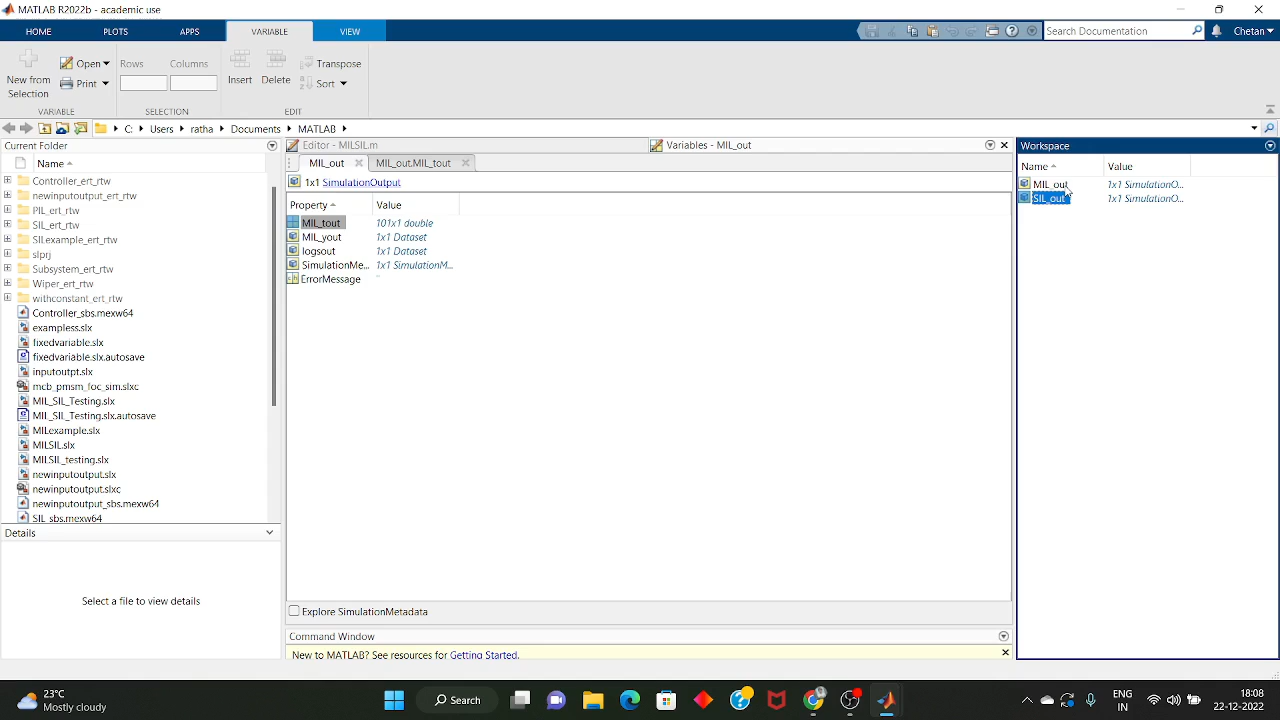 MATLAB R2022b - academic use
HOME
PLOTS
APPS
VARIABLE
VIEW
Search Documentation
Chetan
New from
Selection
Open
Print
Rows
Columns
Insert
Delete
Transpose
Sort
VARIABLE
SELECTION
EDIT
C:
Users
ratha
Documents
MATLAB
Current Folder
Name
Controller_ert_rtw
newinputoutput_ert_rtw
PIL_ert_rtw
SIL_ert_rtw
SILexample_ert_rtw
slprj
Subsystem_ert_rtw
Wiper_ert_rtw
withconstant_ert_rtw
Controller_sbs.mexw64
expampless.slx
fixedvariable.slx
fixedvariable.slx.autosave
inputoutpt.slx
mcb_pmsm_foc_sim.slxc
MIL_SIL_Testing.slx
MIL_SIL_Testing.slx.autosave
MILexample.slx
MILSIL.slx
MILSIL_testing.slx
newinputoutput.slx
newinputoutput.slxc
newinputoutput_sbs.mexw64
SIL_sbs.mexw64
Details
Select a file to view details
Editor - MILSIL.m
Variables - MIL_out
MIL_out
MIL_out.MIL_tout
1x1 SimulationOutput
Property
Value
MIL_tout
101x1 double
MIL_yout
1x1 Dataset
logsout
1x1 Dataset
SimulationMe...
1x1 SimulationM...
ErrorMessage
Explore SimulationMetadata
Command Window
New to MATLAB? See resources for Getting Started.
Workspace
Name
Value
MIL_out
1x1 SimulationO...
SIL_out
1x1 SimulationO...
23°C
Mostly cloudy
Search
ENG
IN
18:08
22-12-2022